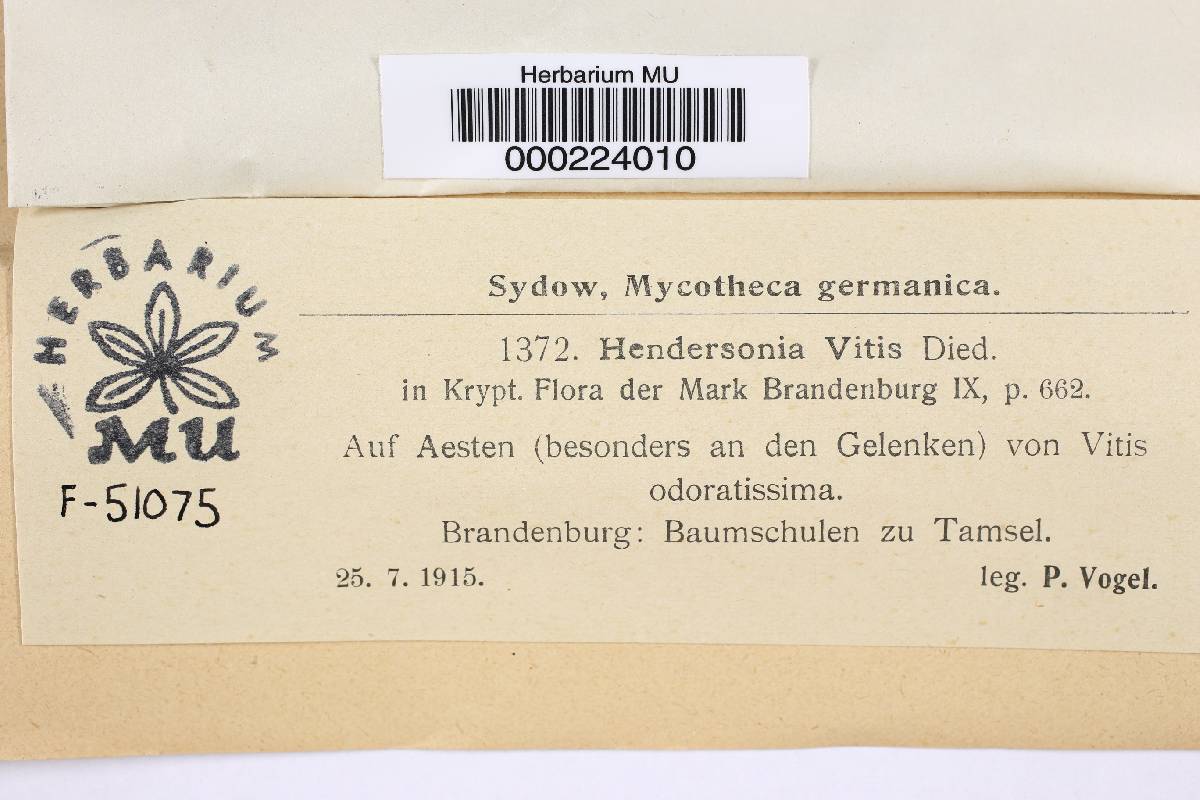 Herbarium MU
000224010
HERBARIUM
MU
F-51075
Sydow, Mycotheca germanica.
1372. Hendersonia Vitis Died.
in Krypt. Flora der Mark Brandenburg IX, p. 662.
Auf Aesten (besonders an den Gelenken) von Vitis
odoratissima.
Brandenburg: Baumschulen zu Tamsel.
25. 7. 1915. leg. P. Vogel.